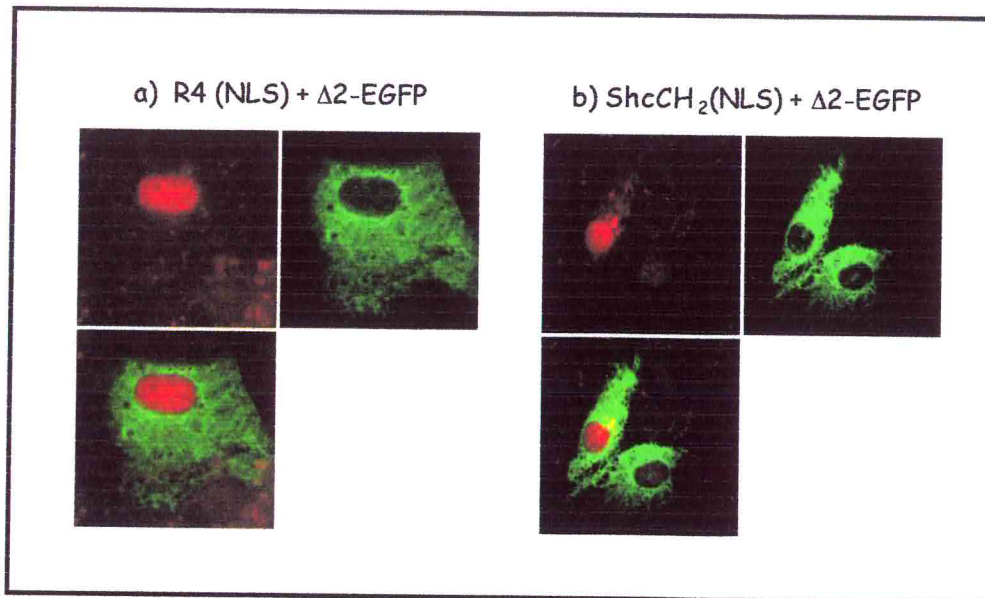 a) R4 (NLS) + Δ2-EGFP
b) ShcCH₂(NLS) + Δ2-EGFP